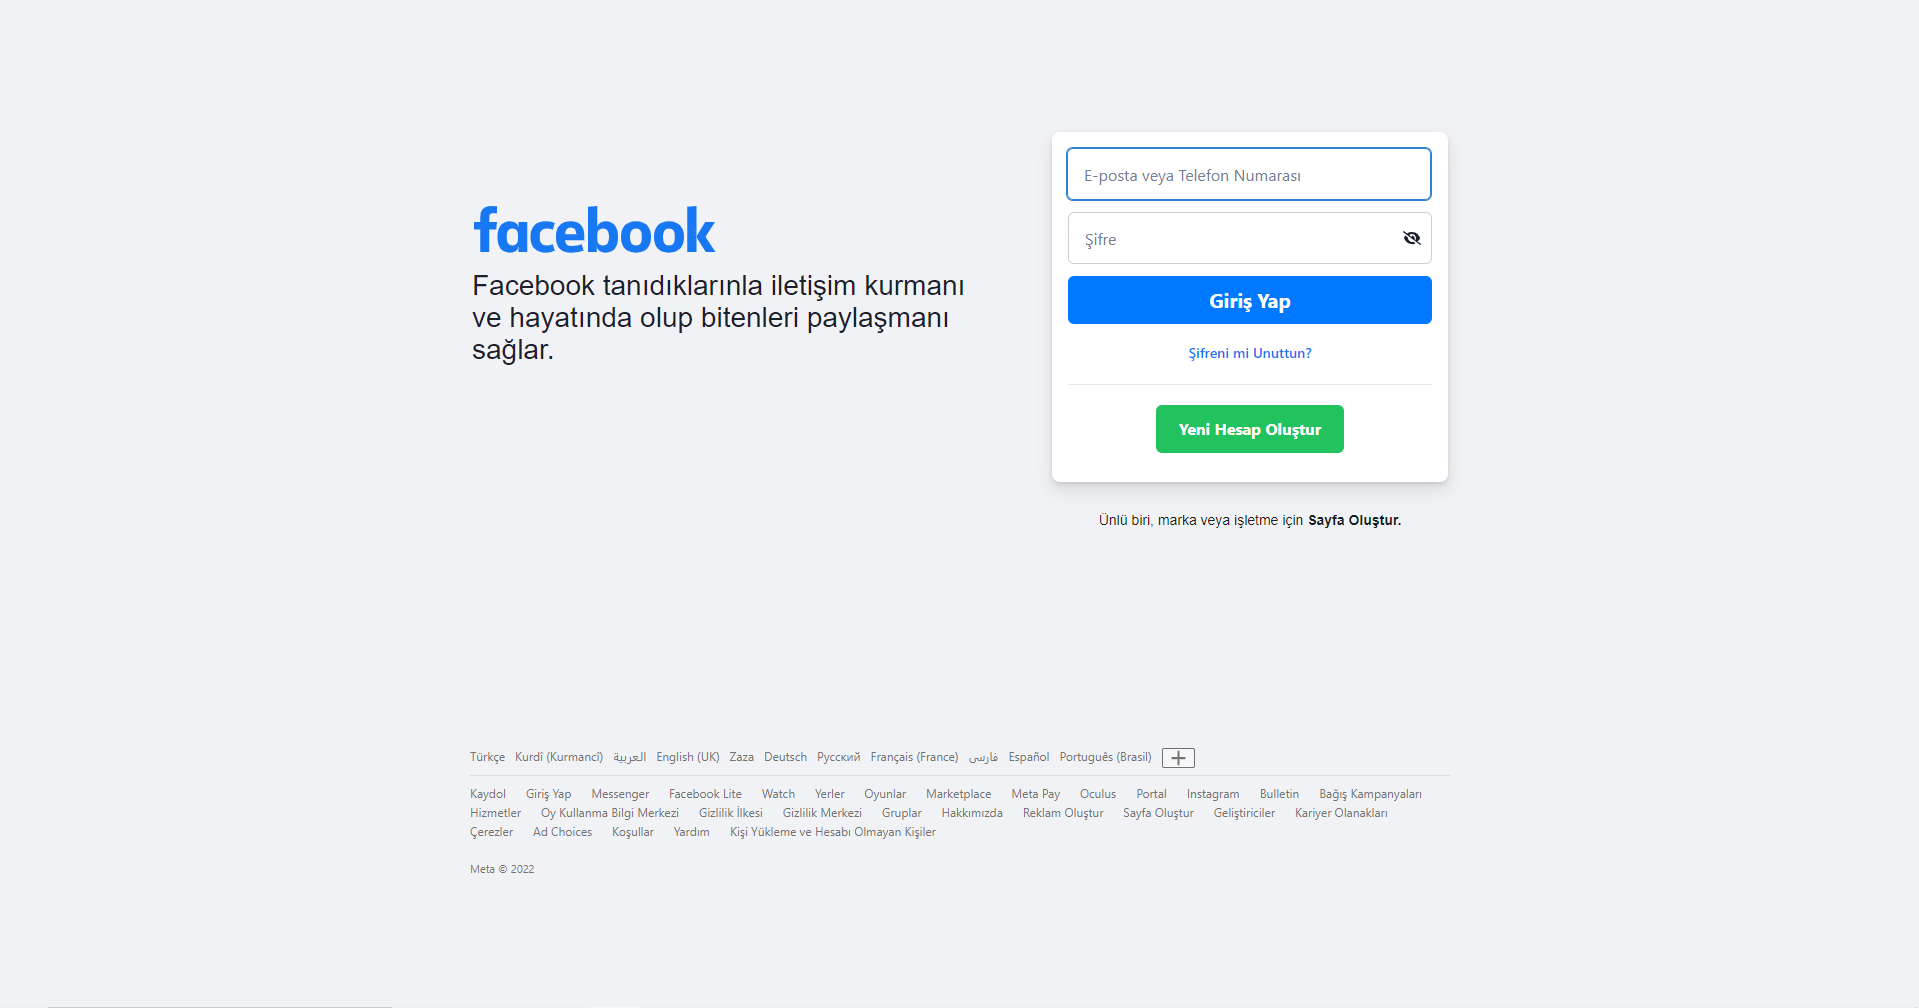 facebook
Facebook tanıdıklarınla iletişim kurmanı
ve hayatında olup bitenleri paylaşmanı
sağlar.
E-posta veya Telefon Numarası
Şifre
Giriş Yap
Şifreni mi Unuttun?
Yeni Hesap Oluştur
Ünlü biri, marka veya işletme için Sayfa Oluştur.
Türkçe Kurdî (Kurmancî) العربية English (UK) Zaza Deutsch Русский Français (France) فارسی Español Português (Brasil)
Kaydol Giriş Yap Messenger Facebook Lite Watch Yerler Oyunlar Marketplace Meta Pay Oculus Portal Instagram Bulletin Bağış Kampanyaları
Hizmetler Oy Kullanma Bilgi Merkezi Gizlilik İlkesi Gizlilik Merkezi Gruplar Hakkımızda Reklam Oluştur Sayfa Oluştur Geliştiriciler Kariyer Olanakları
Çerezler Ad Choices Koşullar Yardım Kişi Yükleme ve Hesabı Olmayan Kişiler
Meta © 2022